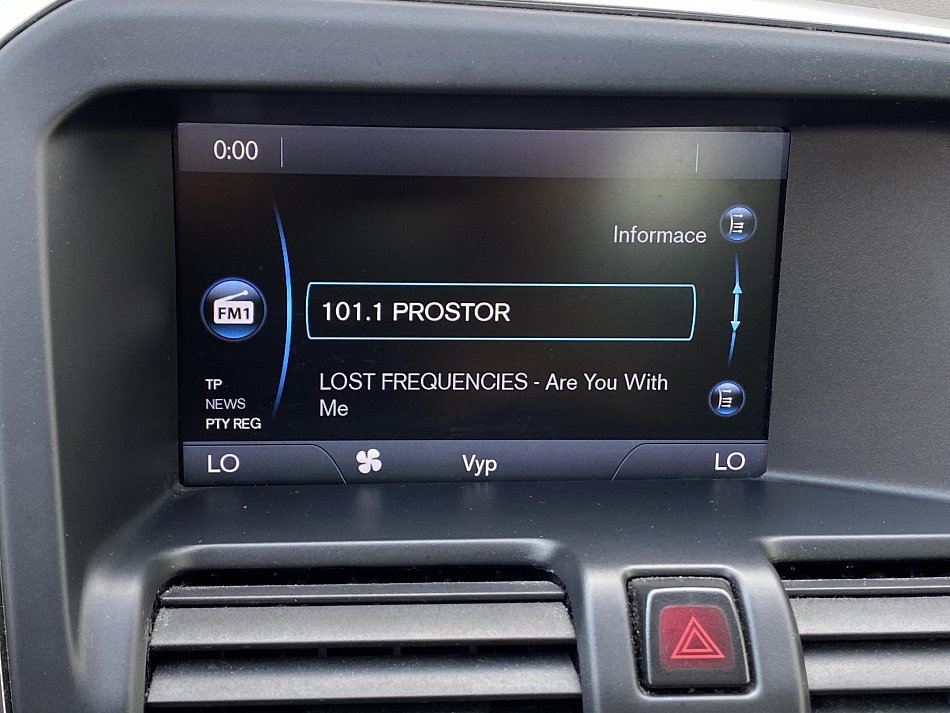 0:00
Informace
FM1
101.1 PROSTOR
LOST FREQUENCIES - Are You With
Me
TP
NEWS
PTY REG
LO
Vyp
LO